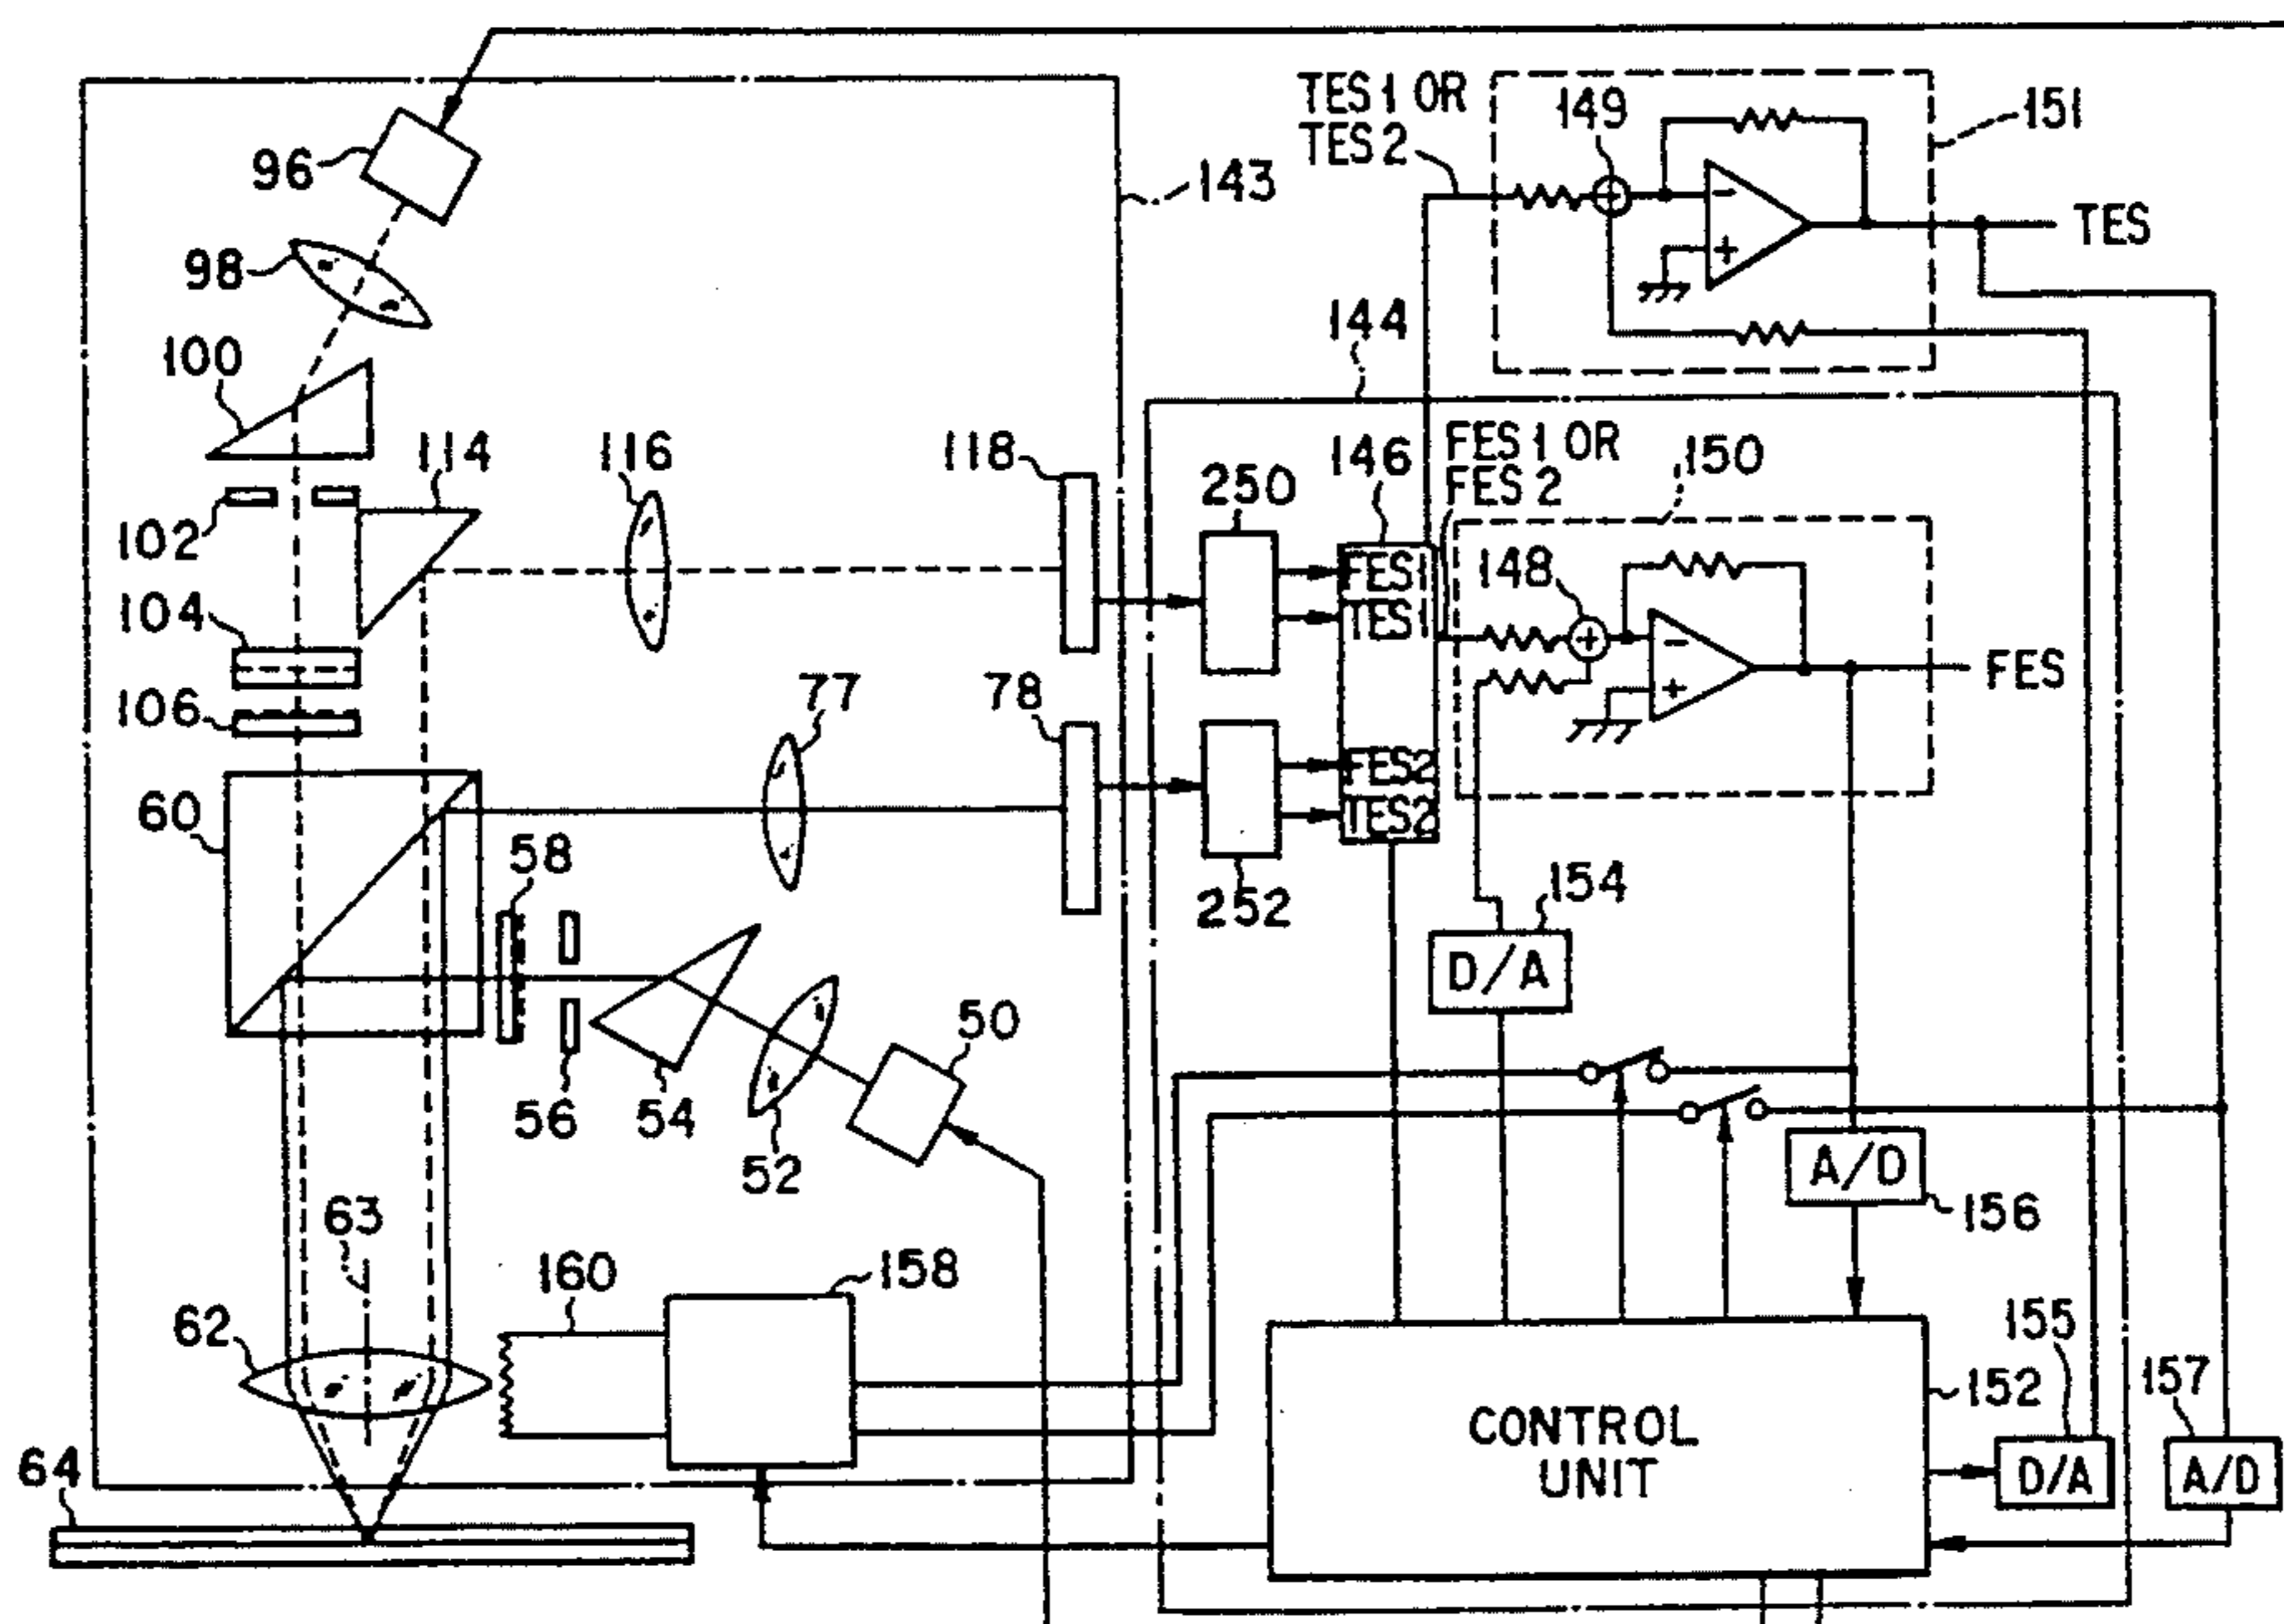 TES 1 OR
TES 2
149
151
96
143
TES
98
144
100
114
116
118
250
146
FES 1 OR
FES 2
150
102
FES1
TES1
148
104
106
77
78
FES
60
FES2
TES2
58
252
154
D/A
50
56
54
52
A/D
156
63
160
158
155
62
152
157
CONTROL
UNIT
D/A
A/D
64
-
+
+
-
+
+